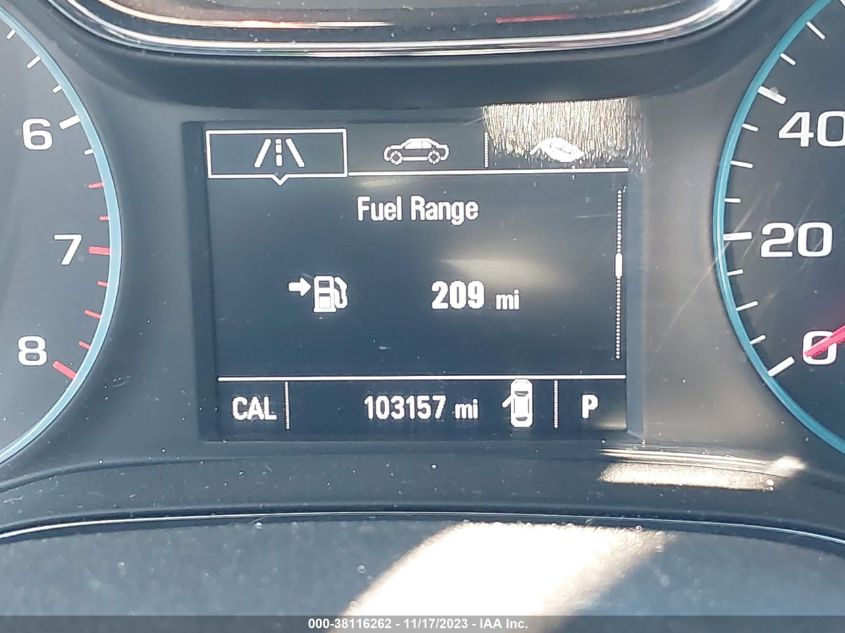 6
7
8
Fuel Range
209 mi
CAL
103157 mi
P
40
20
0
000-38116262 - 11/17/2023 - IAA Inc.